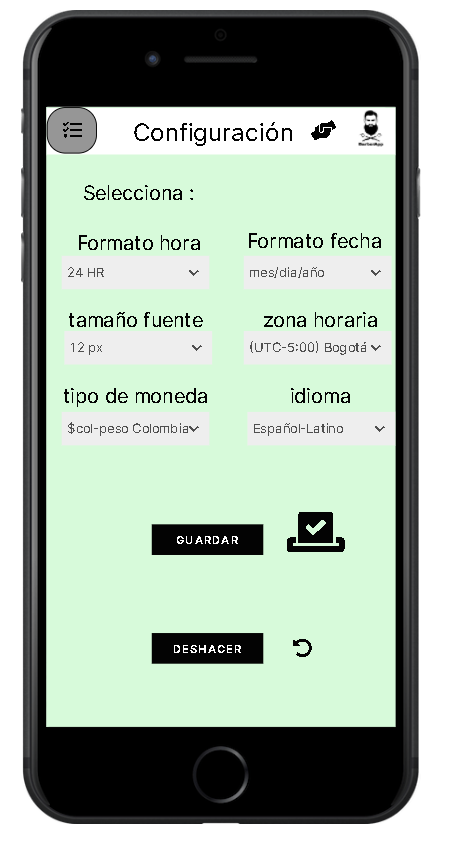 Configuración
Selecciona :
Formato hora
Formato fecha
24 HR
mes/dia/año
tamaño fuente
zona horaria
12 px
(UTC-5:00) Bogotá
tipo de moneda
idioma
$col-peso Colombia
Español-Latino
GUARDAR
DESHACER